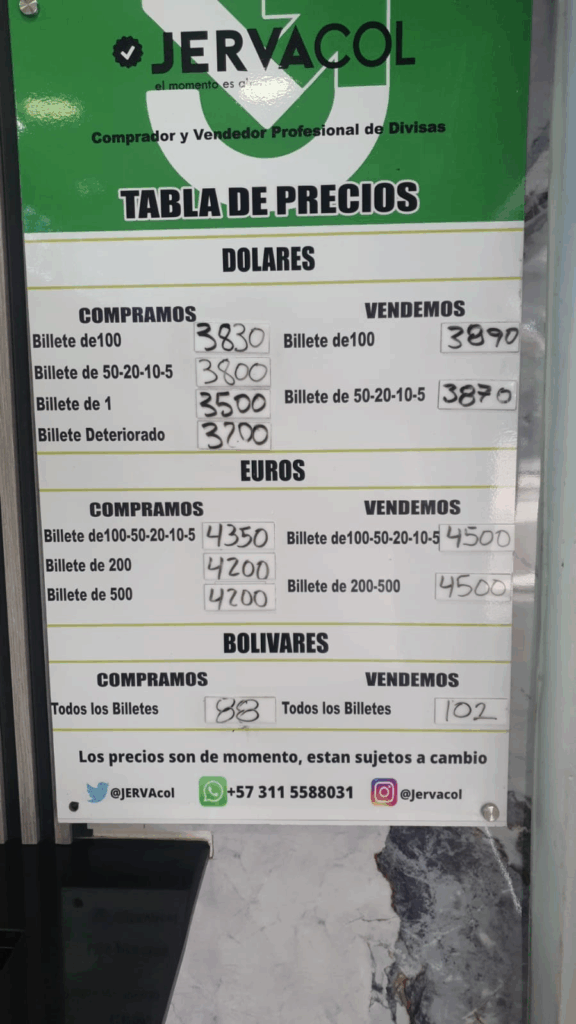 JERVACOL
el momento es
Comprador y Vendedor Profesional de Divisas
TABLA DE PRECIOS
DOLARES
COMPRAMOS VENDEMOS
Billete de100 3830 Billete de100 3890
Billete de 50-20-10-5 3800 Billete de 50-20-10-5 3870
Billete de 1 3500
Billete Deteriorado 3700
EUROS
COMPRAMOS VENDEMOS
Billete de100-50-20-10-5 4350 Billete de100-50-20-10-5 4500
Billete de 200 4200 Billete de 200-500 4500
Billete de 500 4200
BOLIVARES
COMPRAMOS VENDEMOS
Todos los Billetes 88 Todos los Billetes 102
Los precios son de momento, estan sujetos a cambio
@JERVAcol +57 311 5588031 @Jervacol